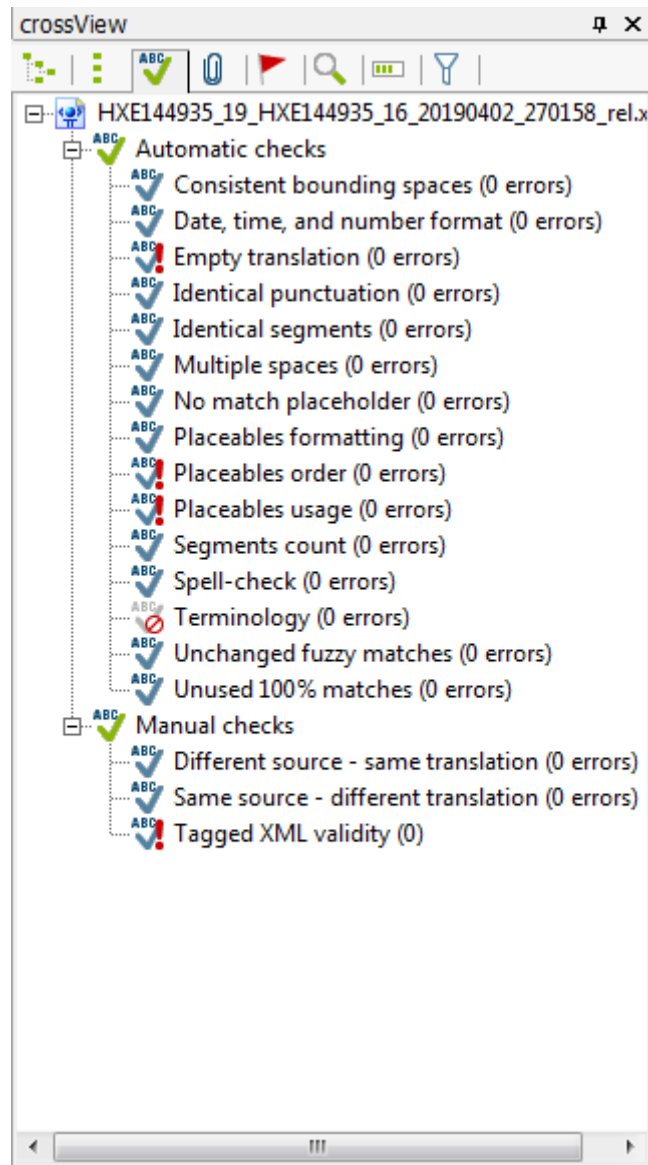 crossView
HXE144935_19_HXE144935_16_20190402_270158_rel.x
Automatic checks
Consistent bounding spaces (0 errors)
Date, time, and number format (0 errors)
Empty translation (0 errors)
Identical punctuation (0 errors)
Identical segments (0 errors)
Multiple spaces (0 errors)
No match placeholder (0 errors)
Placeables formatting (0 errors)
Placeables order (0 errors)
Placeables usage (0 errors)
Segments count (0 errors)
Spell-check (0 errors)
Terminology (0 errors)
Unchanged fuzzy matches (0 errors)
Unused 100% matches (0 errors)
Manual checks
Different source - same translation (0 errors)
Same source - different translation (0 errors)
Tagged XML validity (0)